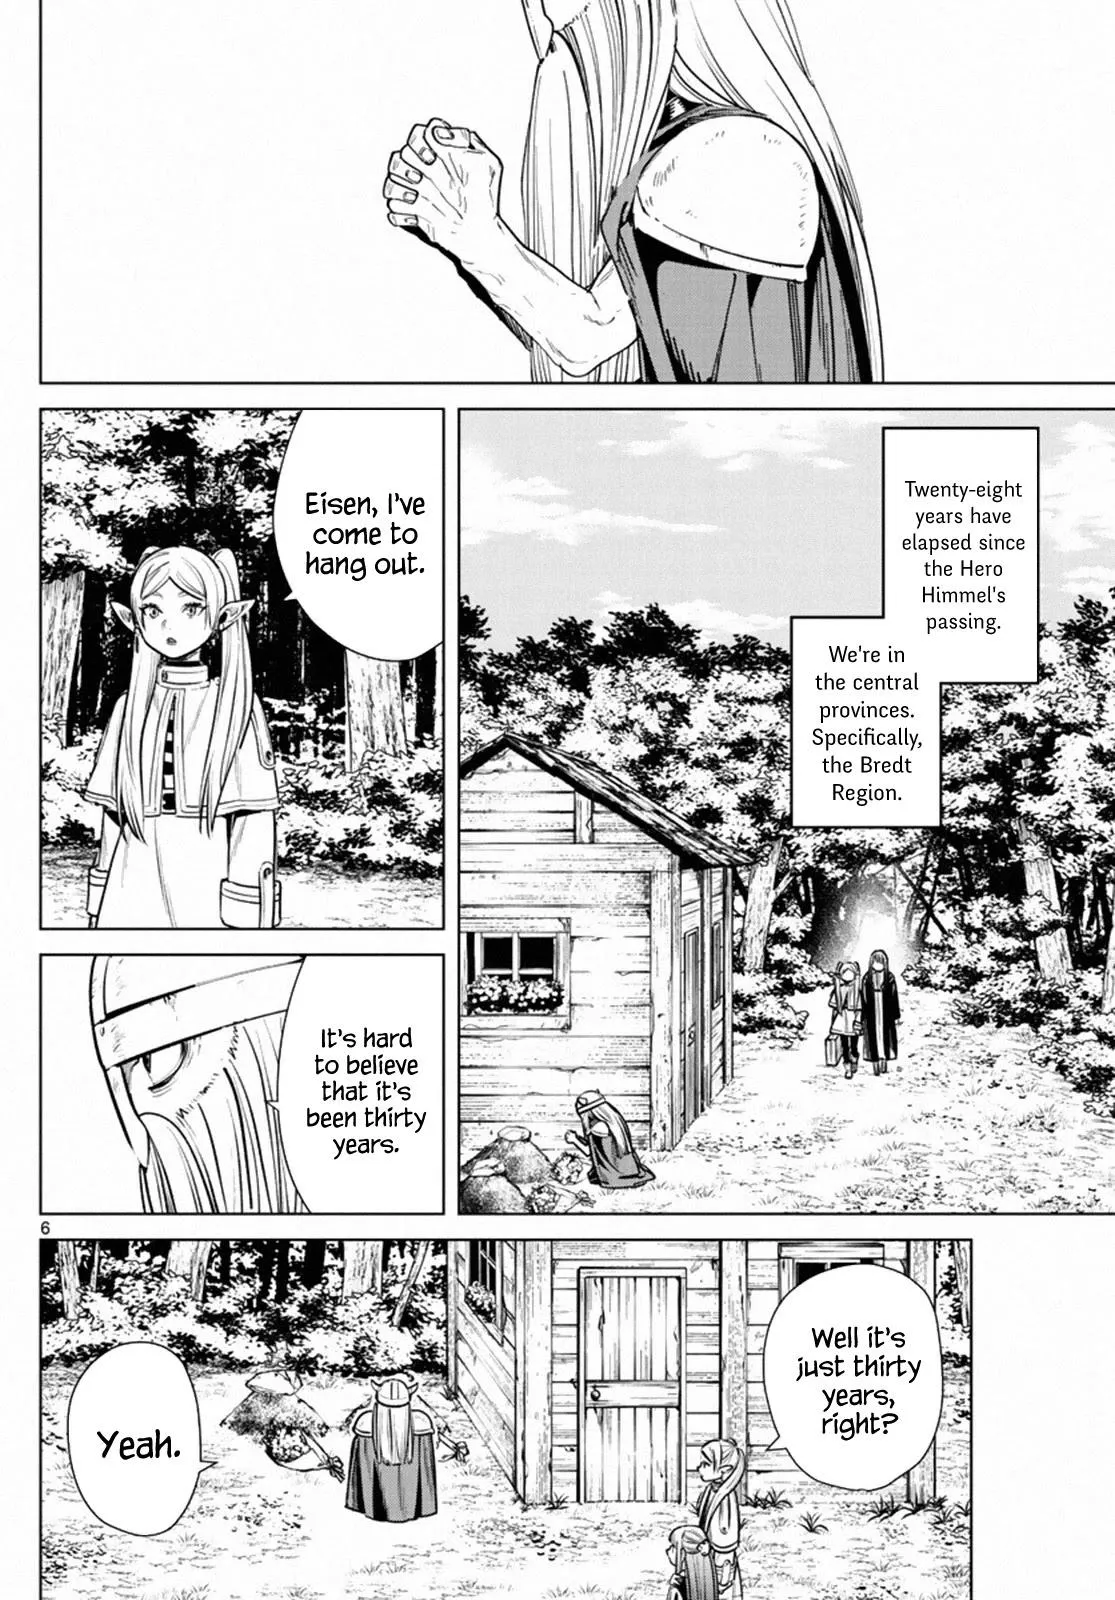 Twenty-eight
years have
elapsed since
the Hero
Himmel's
passing.
We're in
the central
provinces.
Specifically,
the Bredt
Region.
Eisen, I've
come to
hang out.
It's hard
to believe
that it's
been thirty
years.
6
Well it's
just thirty
years,
right?
Yeah.